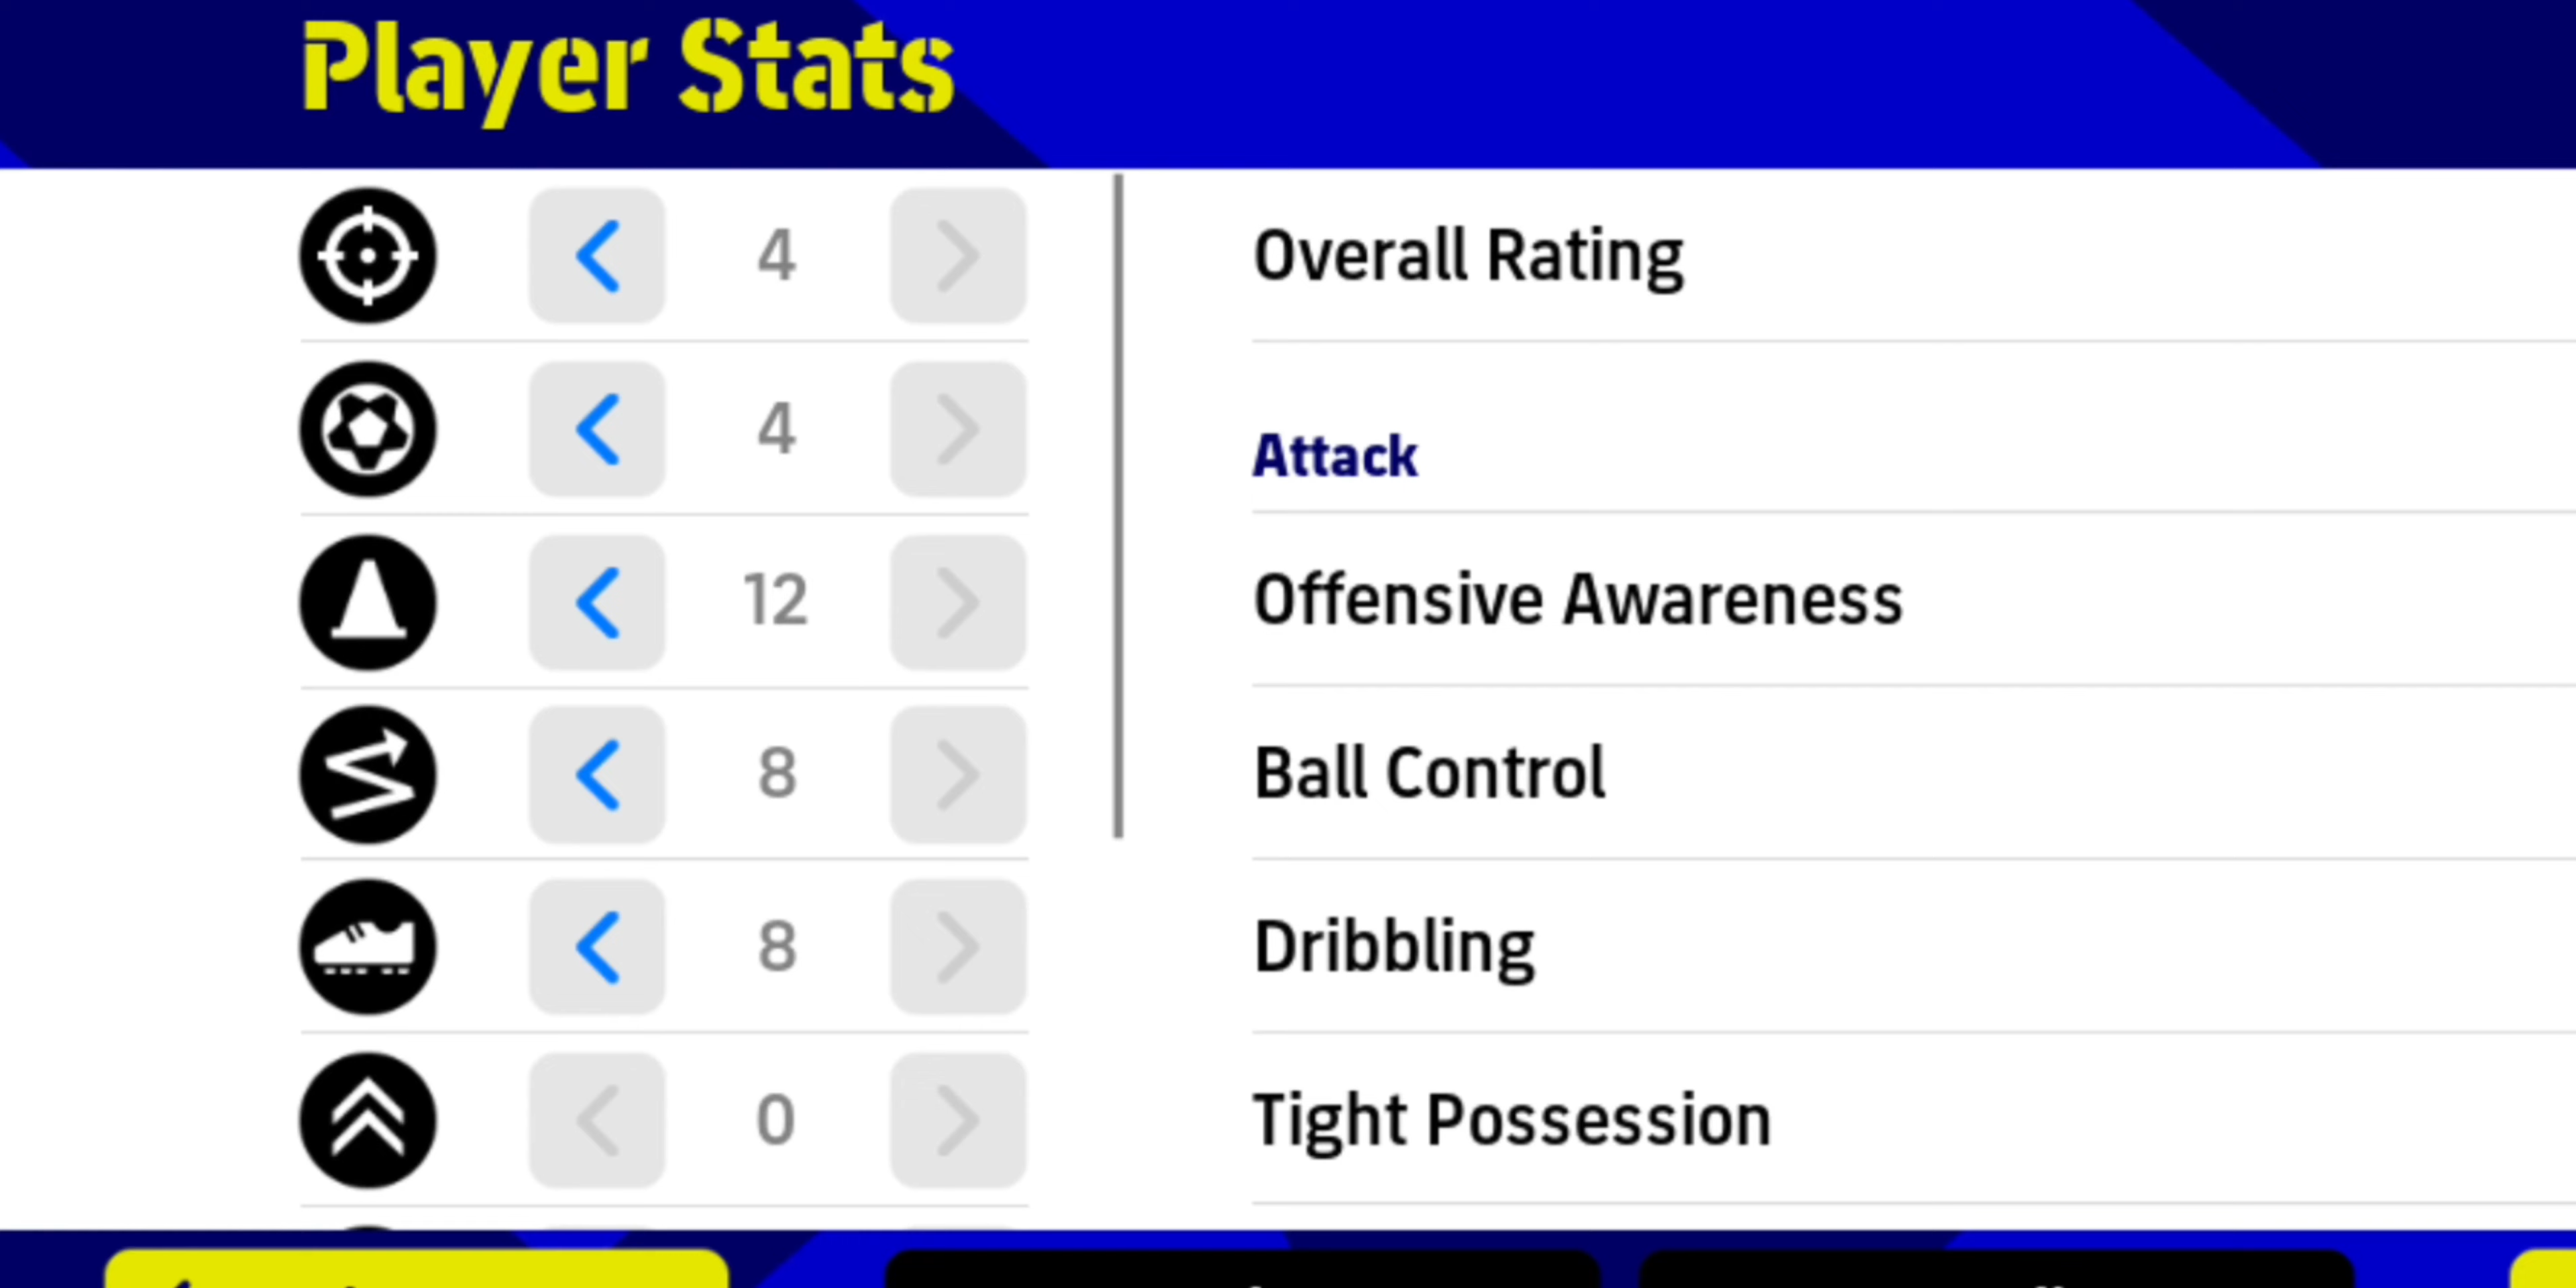 Player Stats
4
Overall Rating
4
Attack
12
Offensive Awareness
8
Ball Control
8
Dribbling
0
Tight Possession